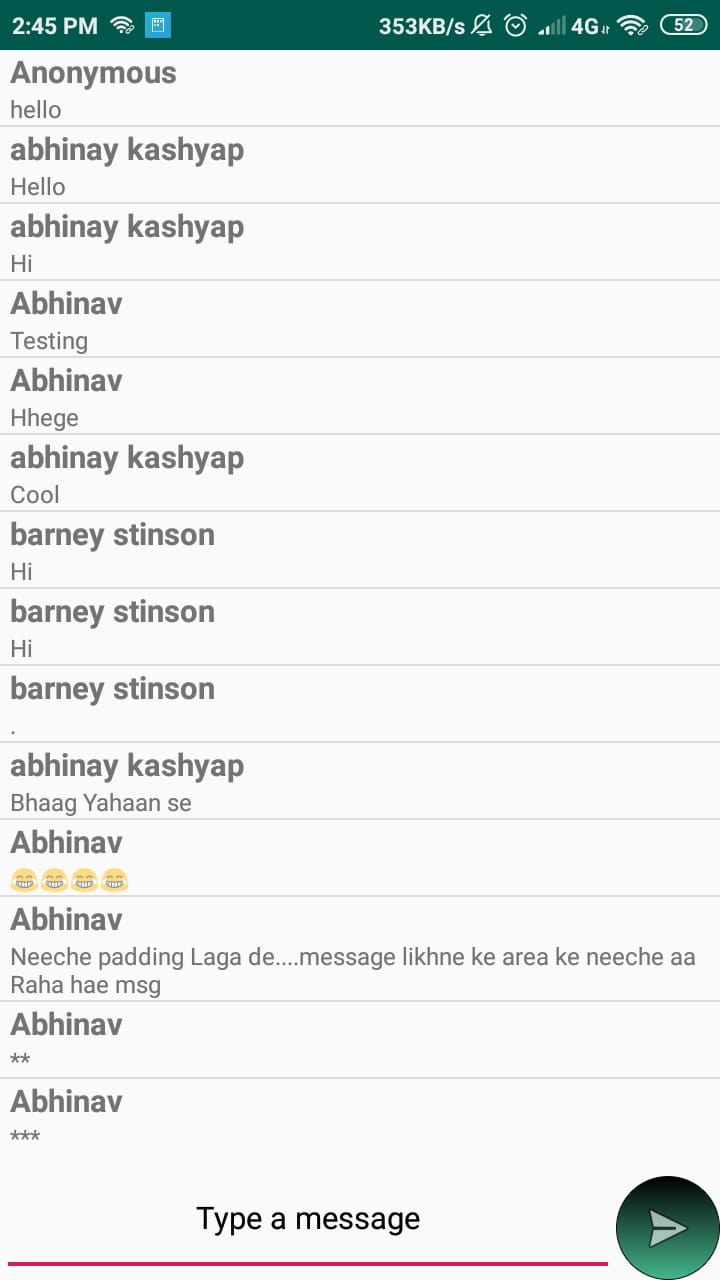 2:45 PM 353KB/s 4G 52
Anonymous
hello
abhinay kashyap
Hello
abhinay kashyap
Hi
Abhinav
Testing
Abhinav
Hhege
abhinay kashyap
Cool
barney stinson
Hi
barney stinson
Hi
barney stinson
.
abhinay kashyap
Bhaag Yahaan se
Abhinav
😂😂😂😂
Abhinav
Neeche padding Laga de....message likhne ke area ke neeche aa
Raha hae msg
Abhinav
**
Abhinav
***
Type a message